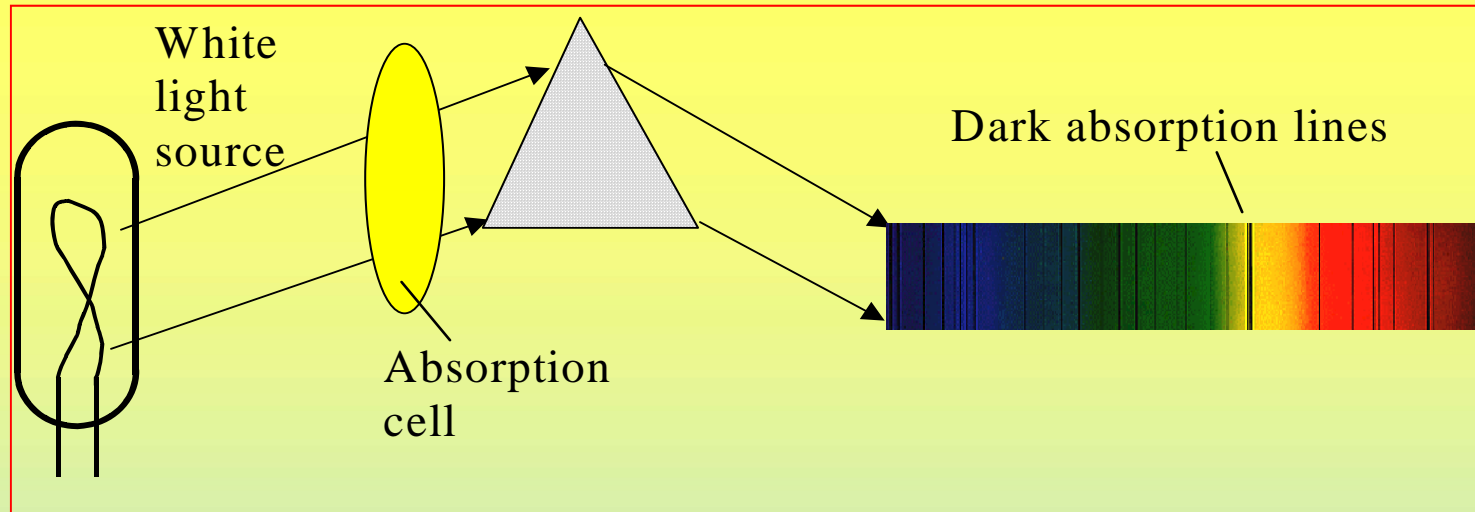 White
light
source
Dark absorption lines
Absorption
cell